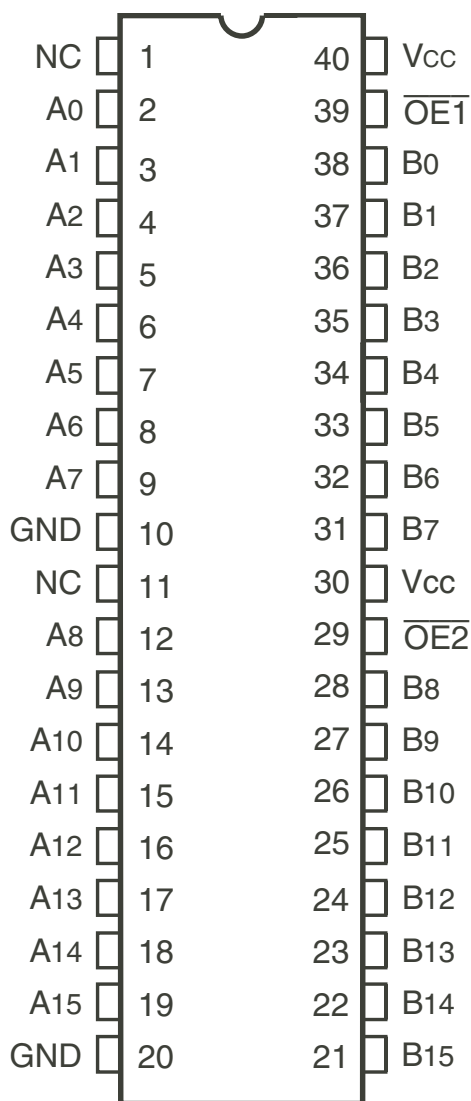 NC 1 40 VCC
A0 2 39 O̅E̅1̅
A1 3 38 B0
A2 4 37 B1
A3 5 36 B2
A4 6 35 B3
A5 7 34 B4
A6 8 33 B5
A7 9 32 B6
GND 10 31 B7
NC 11 30 Vcc
A8 12 29 O̅E̅2̅
A9 13 28 B8
A10 14 27 B9
A11 15 26 B10
A12 16 25 B11
A13 17 24 B12
A14 18 23 B13
A15 19 22 B14
GND 20 21 B15